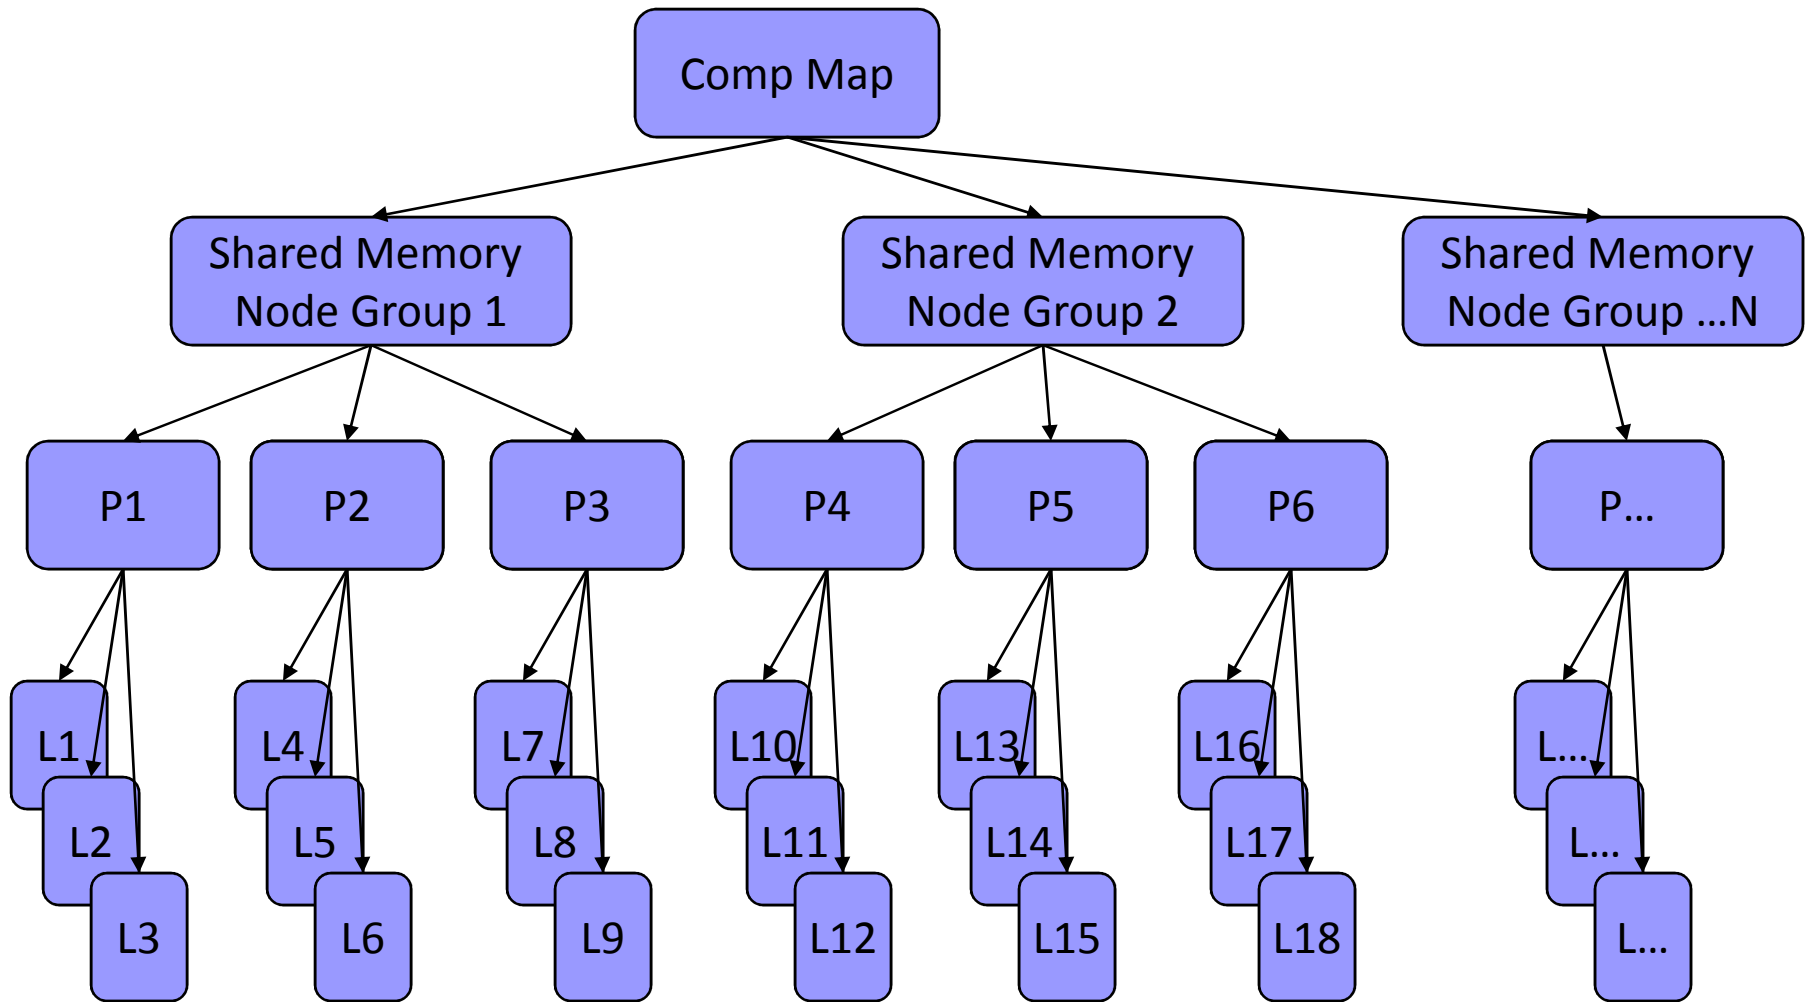 Comp Map
Shared Memory
Node Group 1
Shared Memory
Node Group 2
Shared Memory
Node Group ...N
P1
P2
P3
P4
P5
P6
P...
L1
L2
L3
L4
L5
L6
L7
L8
L9
L10
L11
L12
L13
L14
L15
L16
L17
L18
L...
L...
L...